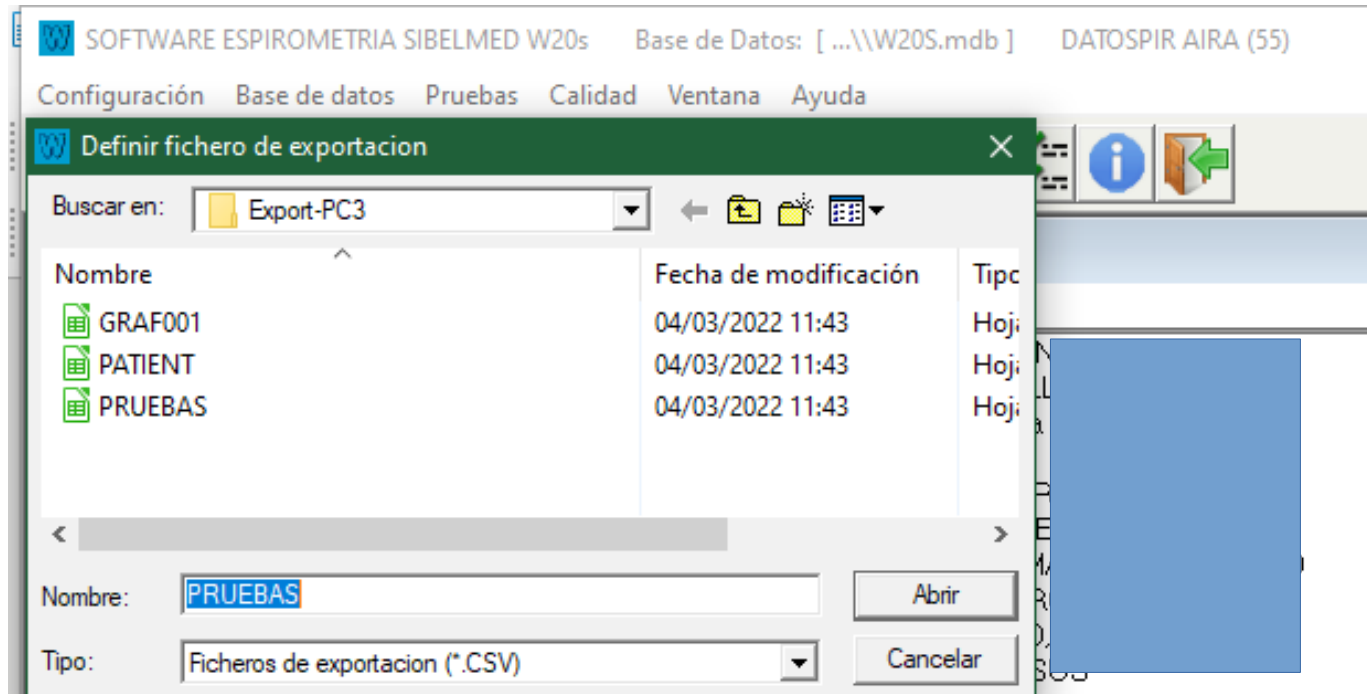 SOFTWARE ESPIROMETRIA SIBELMED W20s Base de Datos: [ ...\\W20S.mdb ] DATOSPIR AIRA (55)
Configuración Base de datos Pruebas Calidad Ventana Ayuda
Definir fichero de exportacion
Buscar en: Export-PC3
Nombre Fecha de modificación Tipo
GRAF001 04/03/2022 11:43
PATIENT 04/03/2022 11:43
PRUEBAS 04/03/2022 11:43
Nombre: PRUEBAS Abrir
Tipo: Ficheros de exportacion (*.CSV) Cancelar